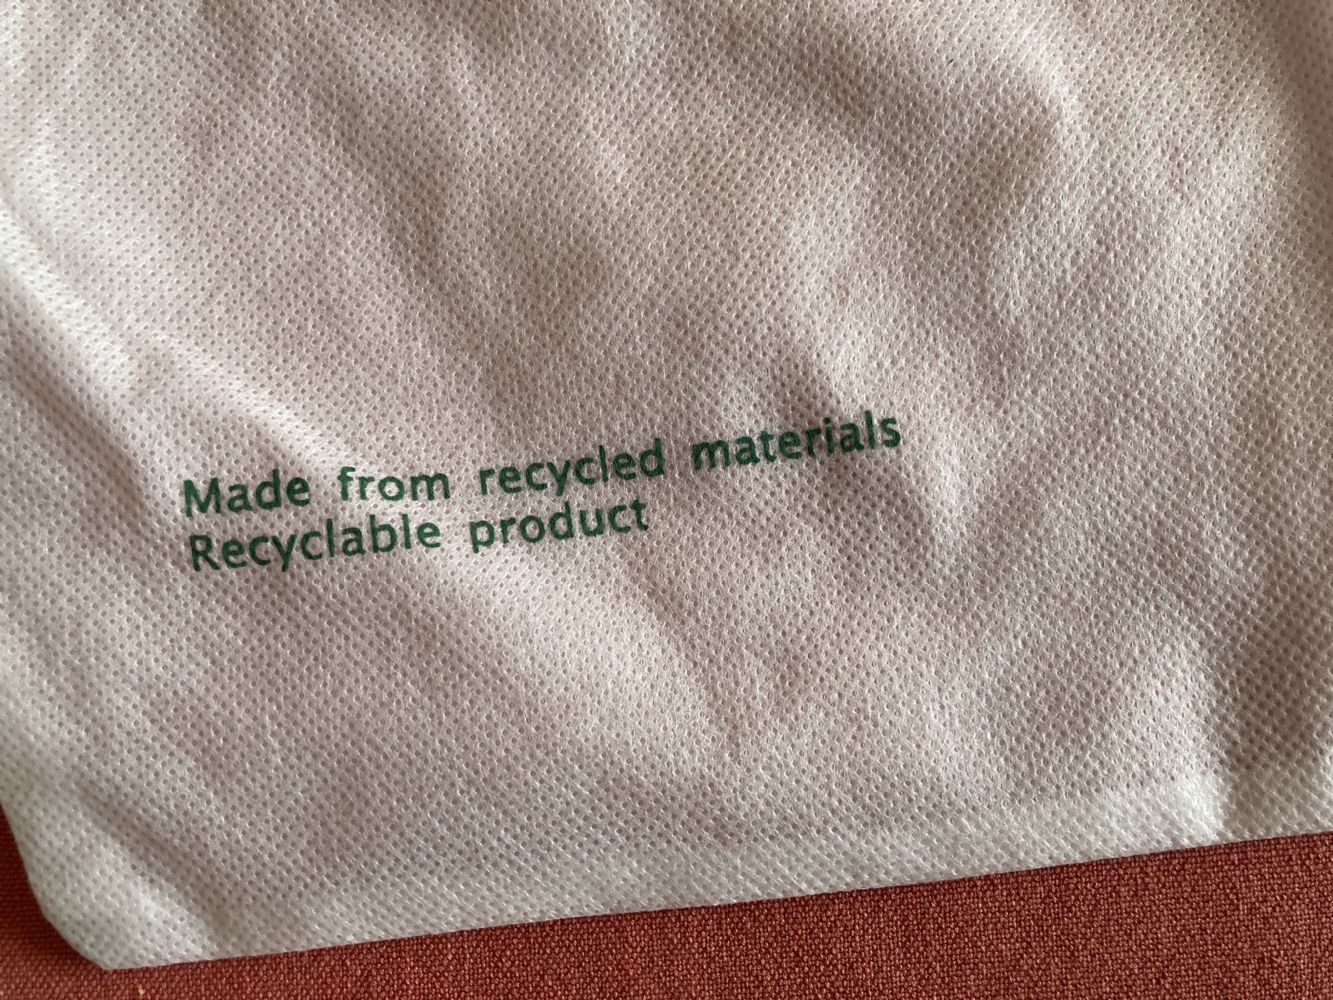 Made from recycled materials
Recyclable product